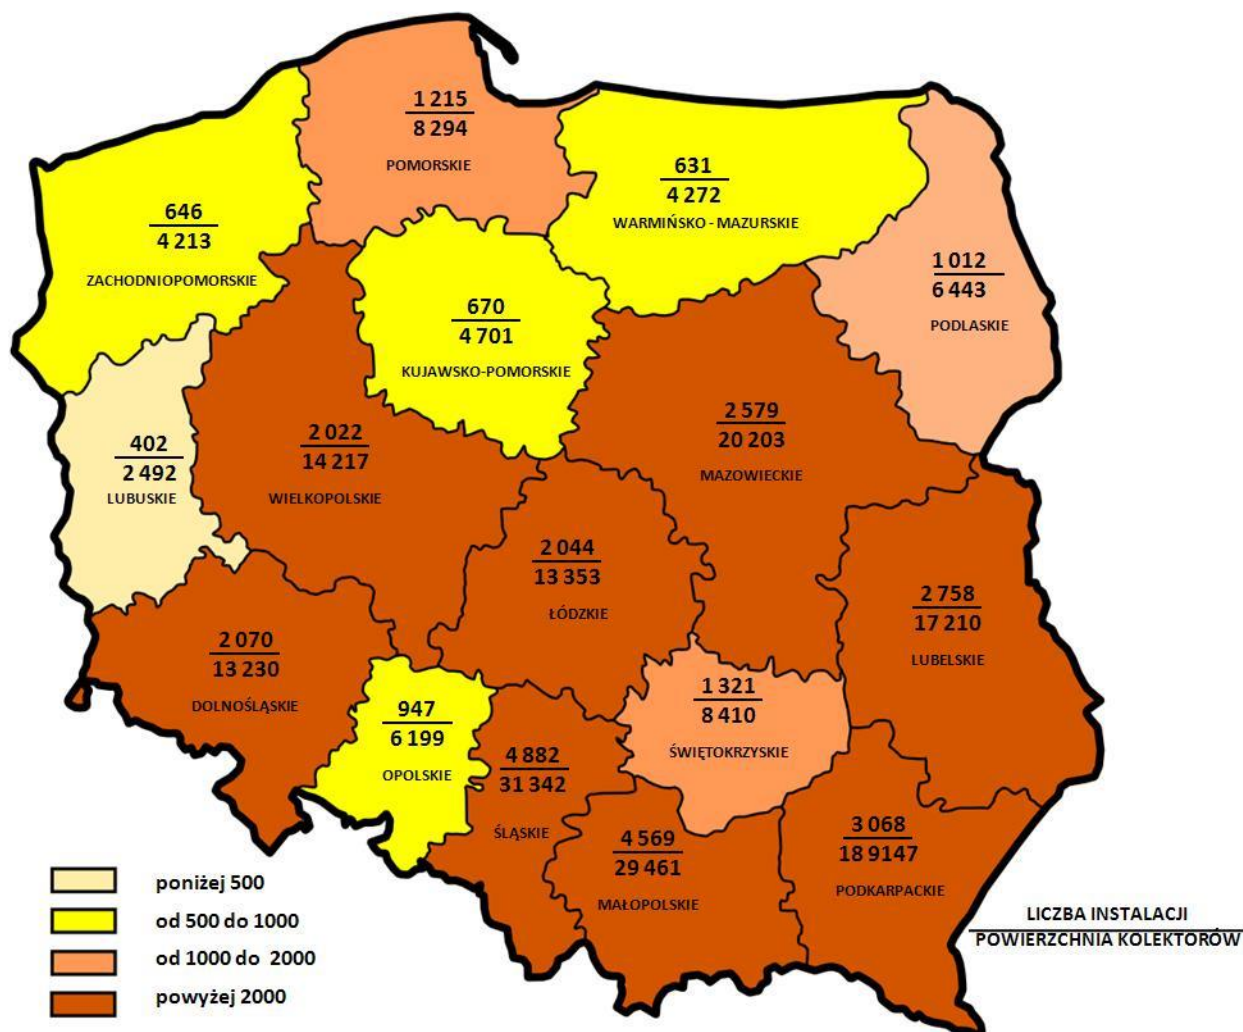 1 215
8 294
POMORSKIE
631
4 272
WARMIŃSKO - MAZURSKIE
646
4 213
ZACHODNIOPOMORSKIE
1 012
6 443
PODLASKIE
670
4 701
KUJAWSKO-POMORSKIE
2 579
20 203
MAZOWIECKIE
402
2 492
LUBUSKIE
2 022
14 217
WIELKOPOLSKIE
2 044
13 353
ŁÓDZKIE
2 758
17 210
LUBELSKIE
2 070
13 230
DOLNOŚLĄSKIE
947
6 199
OPOLSKIE
1 321
8 410
ŚWIĘTOKRZYSKIE
4 882
31 342
ŚLĄSKIE
4 569
29 461
MAŁOPOLSKIE
3 068
18 9147
PODKARPACKIE
poniżej 500
od 500 do 1000
od 1000 do 2000
powyżej 2000
LICZBA INSTALACJI
POWIERZCHNIA KOLEKTORÓW